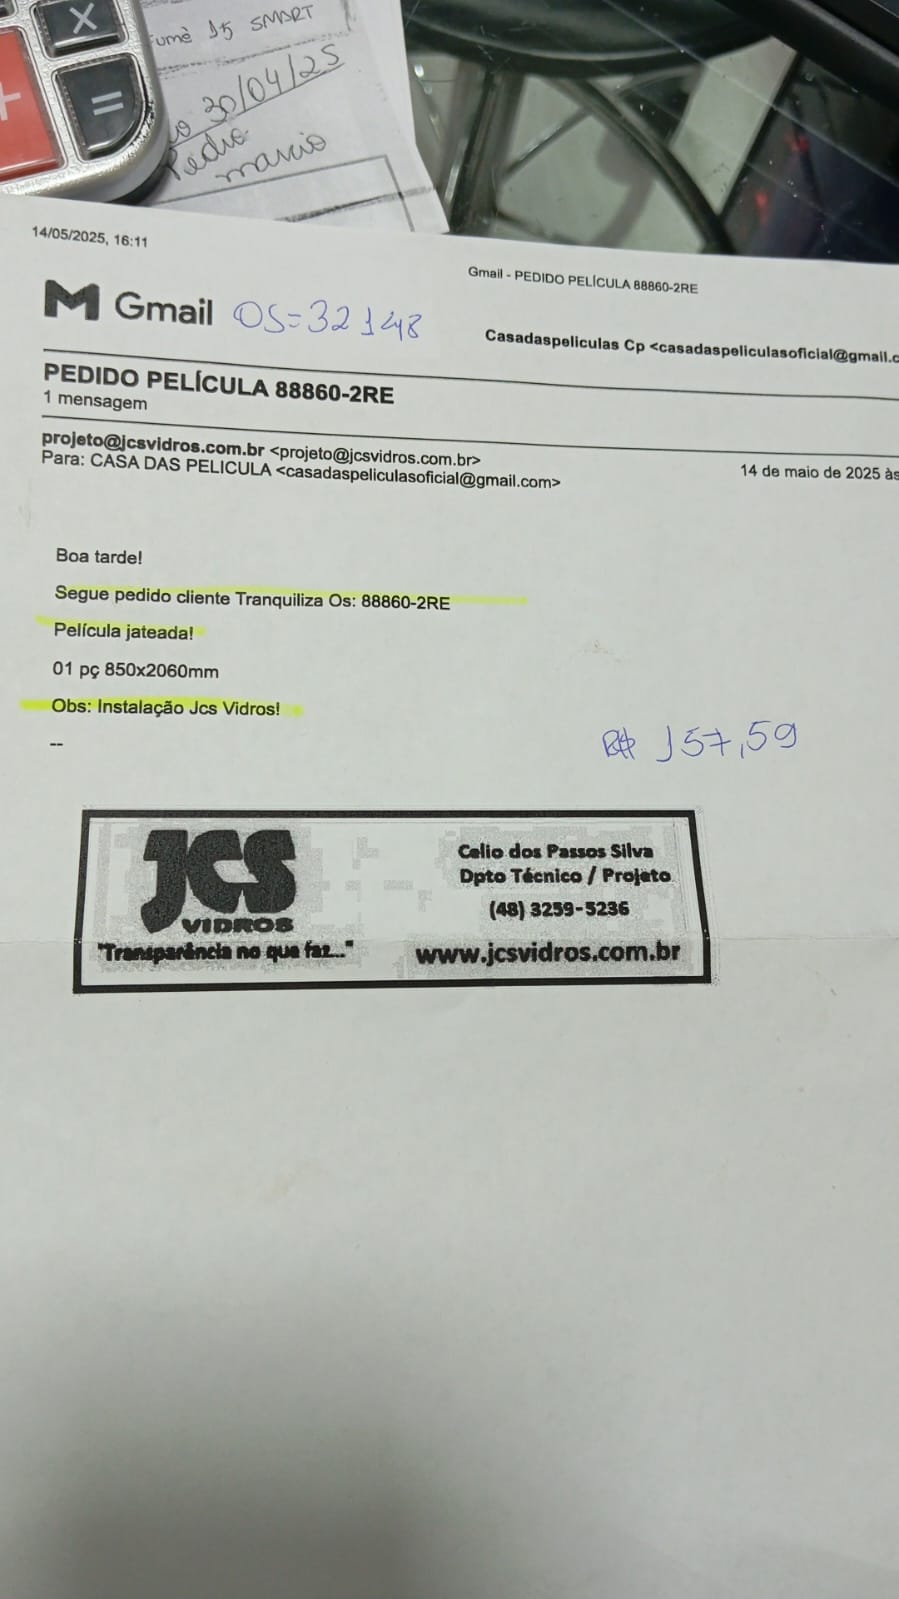 X
+
=
umê 15 SMART
30/04/25
Pedro
marcio
14/05/2025, 16:11
Gmail - PEDIDO PELÍCULA 88860-2RE
M Gmail OS=32148
Casadaspeliculas Cp <casadaspeliculasoficial@gmail.c
PEDIDO PELÍCULA 88860-2RE
1 mensagem
projeto@jcsvidros.com.br <projeto@jcsvidros.com.br>
Para: CASA DAS PELICULA <casadaspeliculasoficial@gmail.com>
14 de maio de 2025 às
Boa tarde!
Segue pedido cliente Tranquiliza Os: 88860-2RE
Película jateada!
01 pç 850x2060mm
Obs: Instalação Jcs Vidros!
--
R$ 157,59
JCS
VIDROS
"Transparência no que faz..."
Celio dos Passos Silva
Dpto Técnico / Projeto
(48) 3259-5236
www.jcsvidros.com.br